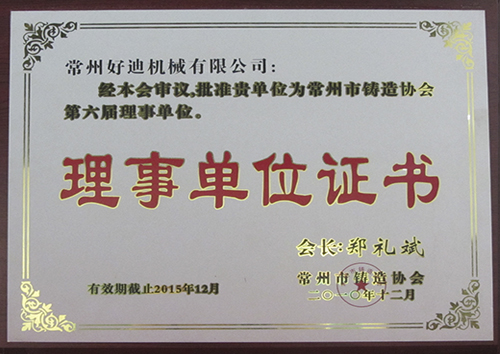 常州好迪机械有限公司:
经本会审议,批准贵单位为常州市铸造协会
第六届理事单位。
理事单位证书
会长:郑礼斌
常州市铸造协会
有效期截止2015年12月
二〇一〇年十二月